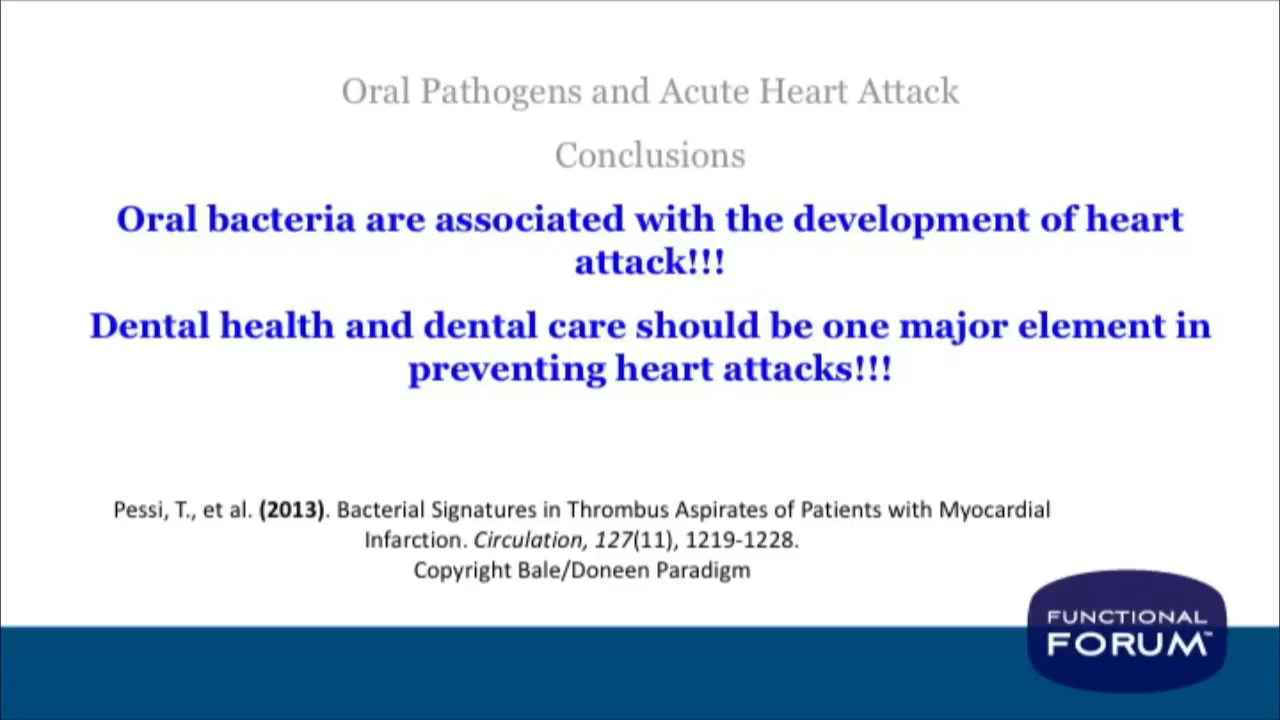 Oral Pathogens and Acute Heart Attack
Conclusions
Oral bacteria are associated with the development of heart
attack!!!
Dental health and dental care should be one major element in
preventing heart attacks!!!
Pessi, T., et al. (2013). Bacterial Signatures in Thrombus Aspirates of Patients with Myocardial
Infarction. Circulation, 127(11), 1219-1228.
Copyright Bale/Doneen Paradigm
FUNCTIONAL
FORUM™